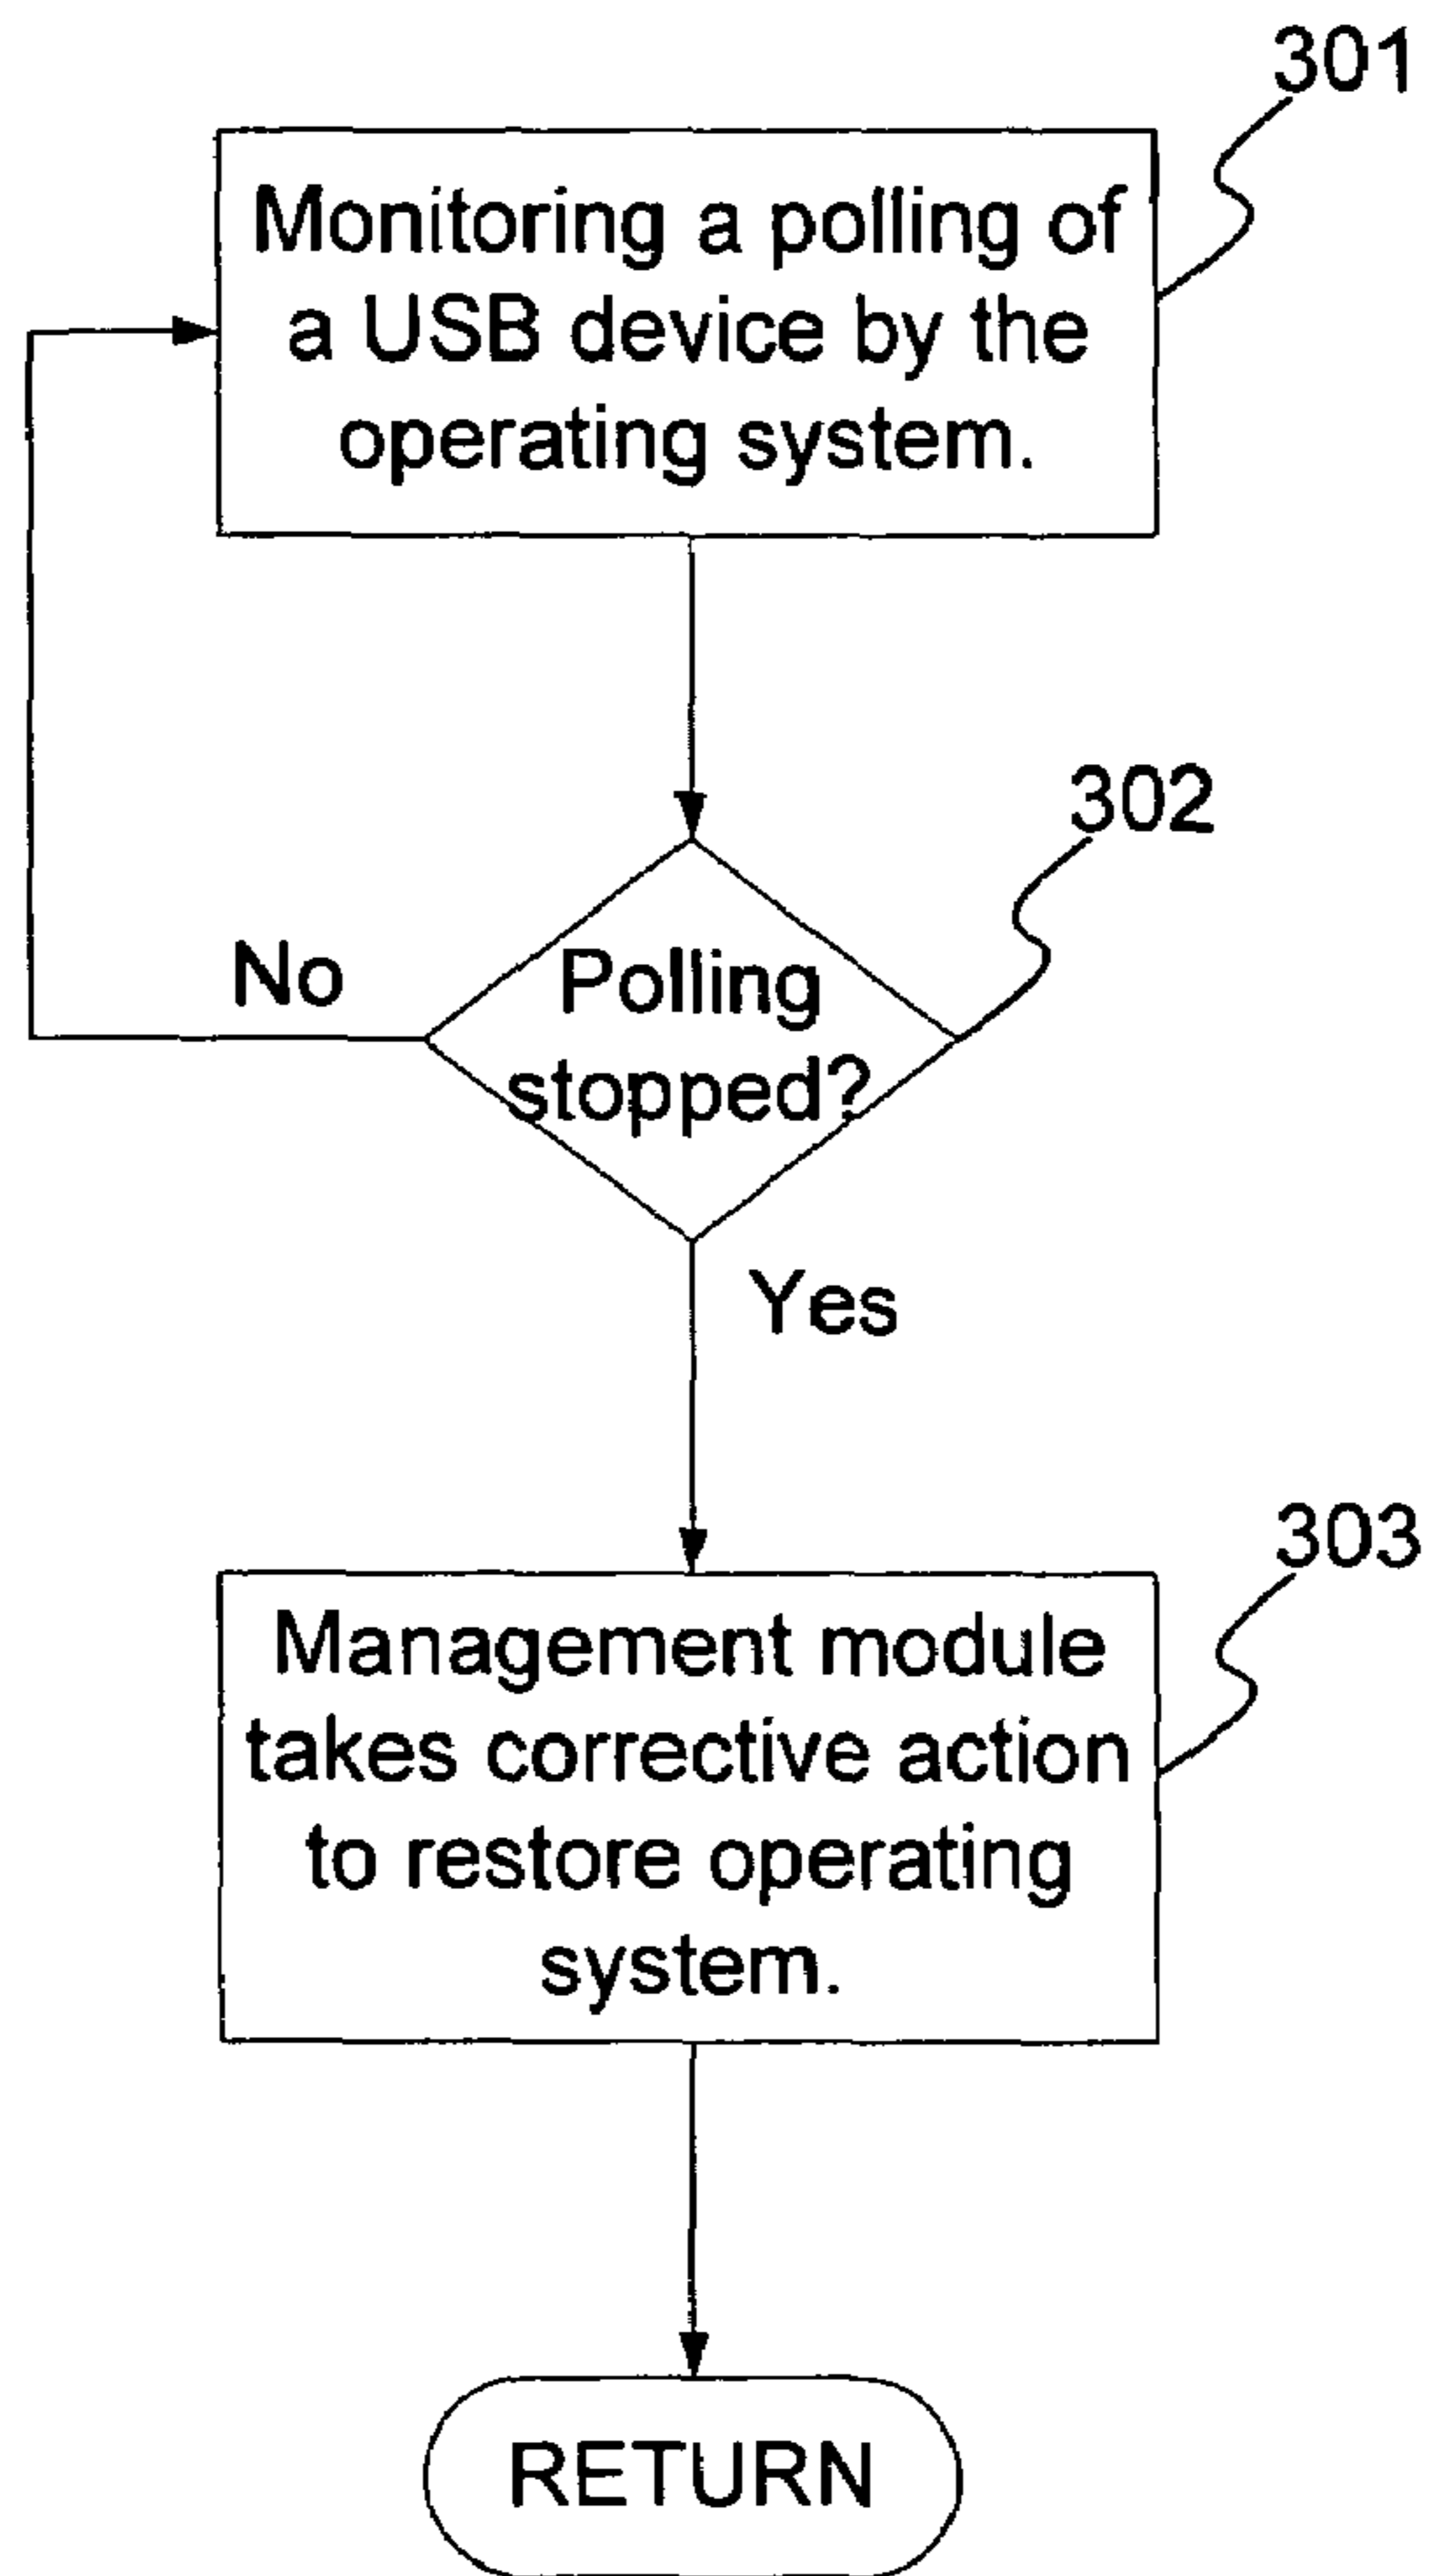 301
Monitoring a polling of
a USB device by the
operating system.
302
No
Polling
stopped?
Yes
303
Management module
takes corrective action
to restore operating
system.
RETURN